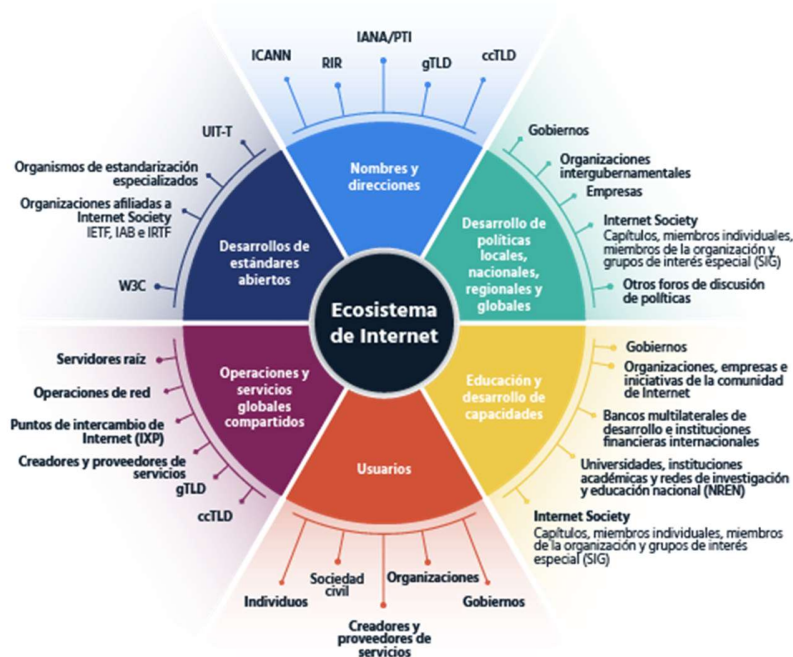 IANA/PTI
ICANN
RIR
gTLD
ccTLD
Nombres y
direcciones
UIT-T
Organismos de estandarización
especializados
Organizaciones afiliadas a
Internet Society
IETF, IAB e IRTF
W3C
Desarrollos de
estándares
abiertos
Gobiernos
Organizaciones
intergubernamentales
Empresas
Internet Society
Capítulos, miembros individuales,
miembros de la organización y
grupos de interés especial (SIG)
Otros foros de discusión
de políticas
Desarrollo de
políticas
locales,
nacionales,
regionales y
globales
Ecosistema
de Internet
Servidores raíz
Operaciones de red
Puntos de intercambio de
Internet (IXP)
Creadores y proveedores de
servicios
gTLD
ccTLD
Operaciones y
servicios
globales
compartidos
Educación y
desarrollo de
capacidades
Gobiernos
Organizaciones, empresas e
iniciativas de la comunidad
de Internet
Bancos multilaterales de
desarrollo e instituciones
financieras internacionales
Universidades, instituciones
académicas y redes de investigación
y educación nacional (NREN)
Internet Society
Capítulos, miembros individuales, miembros
de la organización y grupos de interés
especial (SIG)
Usuarios
Individuos
Sociedad
civil
Creadores y
proveedores de
servicios
Organizaciones
Gobiernos